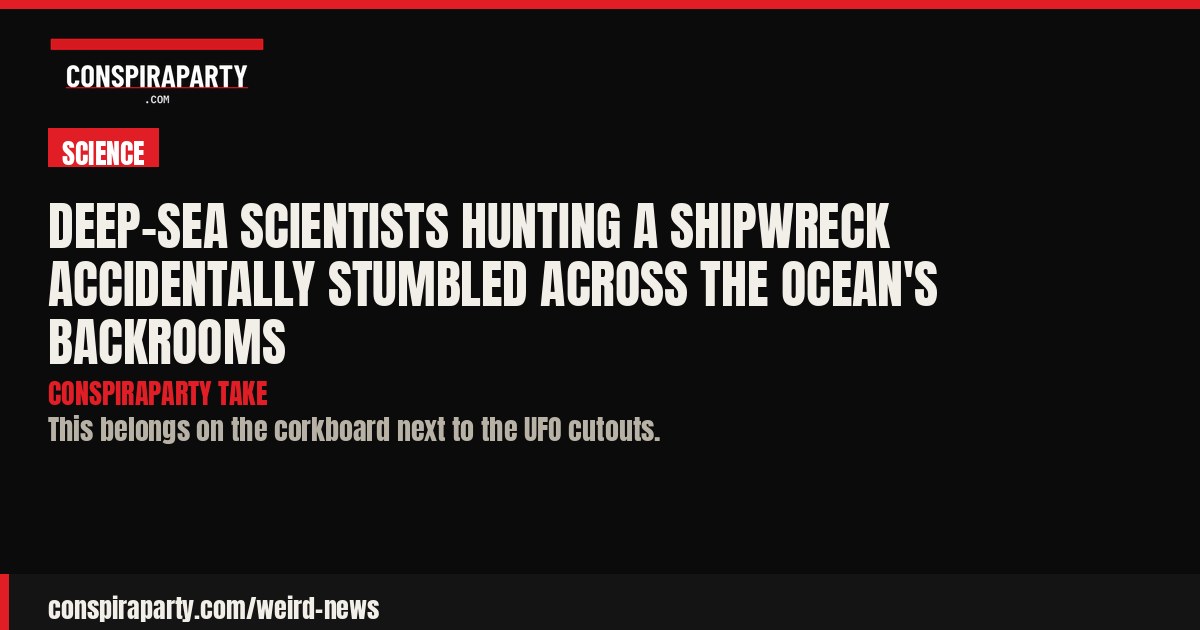 CONSPIRAPARTY
.COM
SCIENCE
DEEP-SEA SCIENTISTS HUNTING A SHIPWRECK
ACCIDENTALLY STUMBLED ACROSS THE OCEAN'S
BACKROOMS
CONSPIRAPARTY TAKE
This belongs on the corkboard next to the UFO cutouts.
conspiraparty.com/weird-news